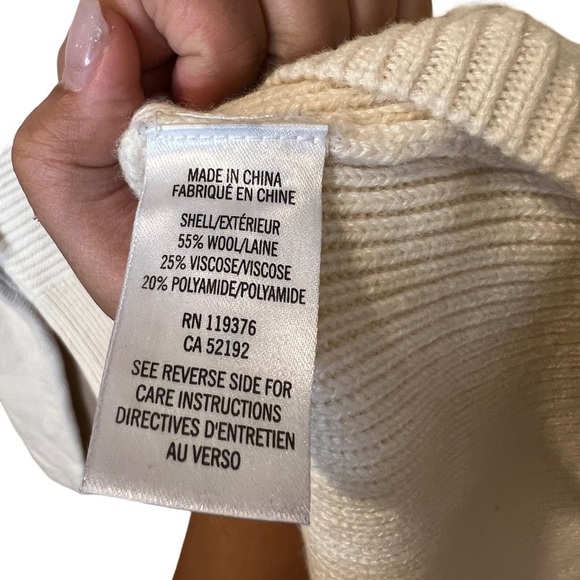 MADE IN CHINA
FABRIQUÉ EN CHINE
SHELL/EXTÉRIEUR
55% WOOL/LAINE
25% VISCOSE/VISCOSE
20% POLYAMIDE/POLYAMIDE
RN 119376
CA 52192
SEE REVERSE SIDE FOR
CARE INSTRUCTIONS
DIRECTIVES D'ENTRETIEN
AU VERSO